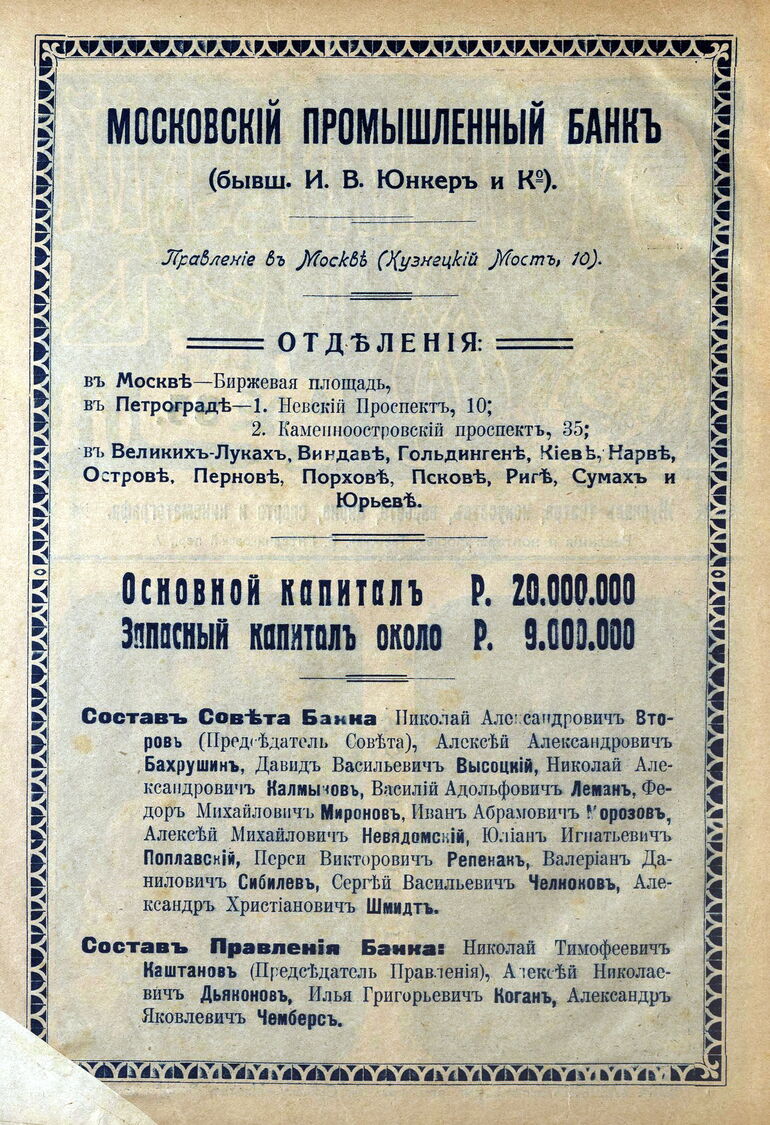 МОСКОВСКІЙ ПРОМЫШЛЕННЫЙ БАНКЪ
(бывш. И. В. Юнкеръ и Кº).
Правленіе въ Москвѣ (Кузнецкій Мостъ, 10).
ОТДѢЛЕНІЯ:
въ Москвѣ—Биржевая площадь,
въ Петроградѣ—1. Невскій Проспектъ, 10;
2. Каменноостровскій проспектъ, 35;
въ Великихъ-Лукахъ, Виндавѣ, Гольдингенѣ, Кіевѣ, Нарвѣ,
Островѣ, Перновѣ, Порховѣ, Псковѣ, Ригѣ, Сумахъ и
Юрьевѣ.
Основной капиталъ Р. 20.000.000
Запасный капиталъ около Р. 9.000.000
Составъ Совѣта Банка Николай Александровичъ Вто-
ровъ (Предсѣдатель Совѣта), Алексѣй Александровичъ
Бахрушинъ, Давидъ Васильевичъ Высоцкій, Николай Але-
ксандровичъ Калмыковъ, Василій Адольфовичъ Леманъ, Фе-
доръ Михайловичъ Мироновъ, Иванъ Абрамовичъ Морозовъ,
Алексѣй Михайловичъ Невядомскій, Юліанъ Игнатьевичъ
Поплавскій, Перси Викторовичъ Репенакъ, Валеріанъ Да-
ниловичъ Сибилевъ, Сергѣй Васильевичъ Челноковъ, Але-
ксандръ Христіановичъ Шмидтъ.
Составъ Правленія Банка: Николай Тимофеевичъ
Каштановъ (Предсѣдатель Правленія), Алексѣй Николае-
вичъ Дьяконовъ, Илья Григорьевичъ Коганъ, Александръ
Яковлевичъ Чемберсъ.